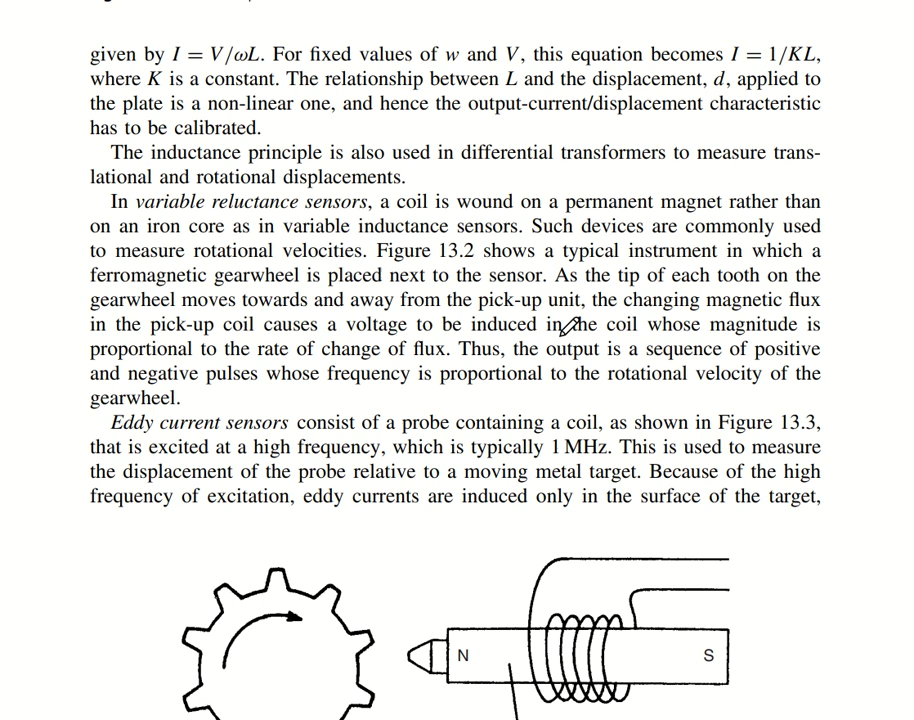 given by I = V/ωL. For fixed values of w and V, this equation becomes I = 1/KL,
where K is a constant. The relationship between L and the displacement, d, applied to
the plate is a non-linear one, and hence the output-current/displacement characteristic
has to be calibrated.
The inductance principle is also used in differential transformers to measure trans-
lational and rotational displacements.
In variable reluctance sensors, a coil is wound on a permanent magnet rather than
on an iron core as in variable inductance sensors. Such devices are commonly used
to measure rotational velocities. Figure 13.2 shows a typical instrument in which a
ferromagnetic gearwheel is placed next to the sensor. As the tip of each tooth on the
gearwheel moves towards and away from the pick-up unit, the changing magnetic flux
in the pick-up coil causes a voltage to be induced in the coil whose magnitude is
proportional to the rate of change of flux. Thus, the output is a sequence of positive
and negative pulses whose frequency is proportional to the rotational velocity of the
gearwheel.
Eddy current sensors consist of a probe containing a coil, as shown in Figure 13.3,
that is excited at a high frequency, which is typically 1 MHz. This is used to measure
the displacement of the probe relative to a moving metal target. Because of the high
frequency of excitation, eddy currents are induced only in the surface of the target,
N S